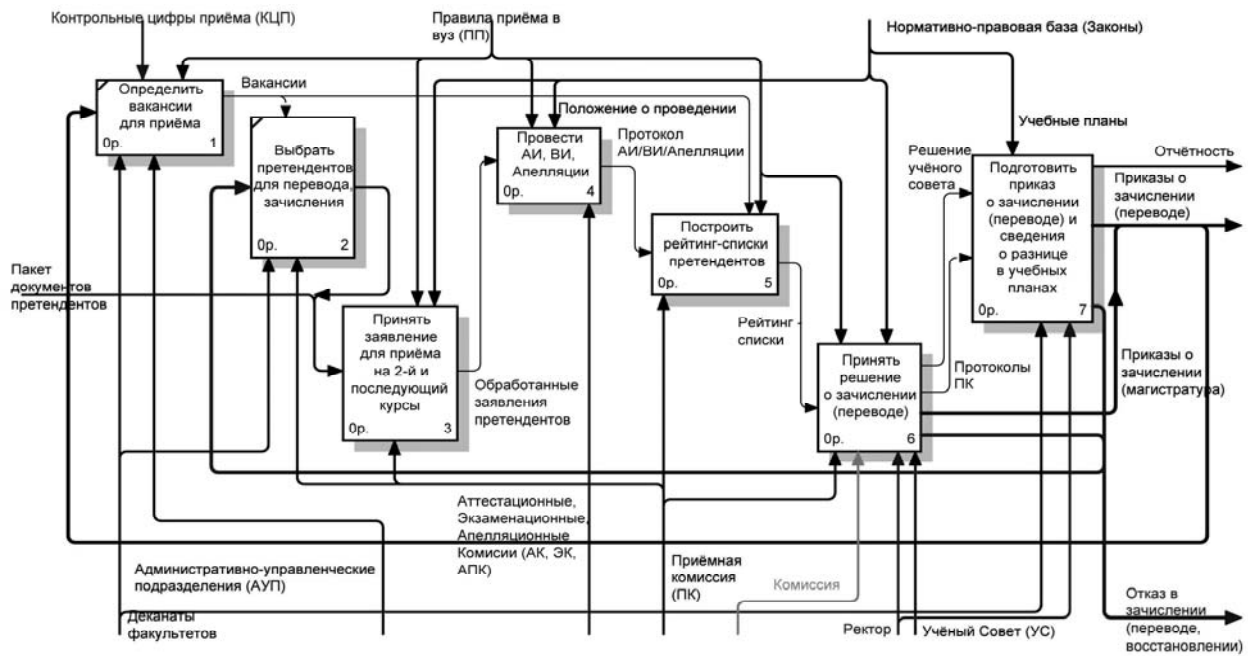 Контрольные цифры приёма (КЦП)
Правила приёма в
вуз (ПП)
Нормативно-правовая база (Законы)
Определить
вакансии
для приёма
0р. 1
Вакансии
Выбрать
претендентов
для перевода,
зачисления
0р. 2
Положение о проведении
Провести
АИ, ВИ,
Апелляции
0р. 4
Протокол
АИ/ВИ/Апелляции
Учебные планы
Решение
учёного
совета
Подготовить
приказ
о зачислении
(переводе) и
сведения
о разнице
в учебных
планах
0р. 7
Отчётность
Приказы о
зачислении
(переводе)
Построить
рейтинг-списки
претендентов
0р. 5
Пакет
документов
претендентов
Принять
заявление
для приёма
на 2-й и
последующий
курсы
0р. 3
Рейтинг -
списки
Обработанные
заявления
претендентов
Принять
решение
о зачислении
(переводе)
0р. 6
Протоколы
ПК
Приказы о
зачислении
(магистратура)
Аттестационные,
Экзаменационные,
Апелляционные
Комисии (АК, ЭК,
АПК)
Административно-управленческие
подразделения (АУП)
Приёмная
комиссия
(ПК)
Комиссия
Деканаты
факультетов
Ректор
Учёный Совет (УС)
Отказ в
зачислении
(переводе,
восстановлении)